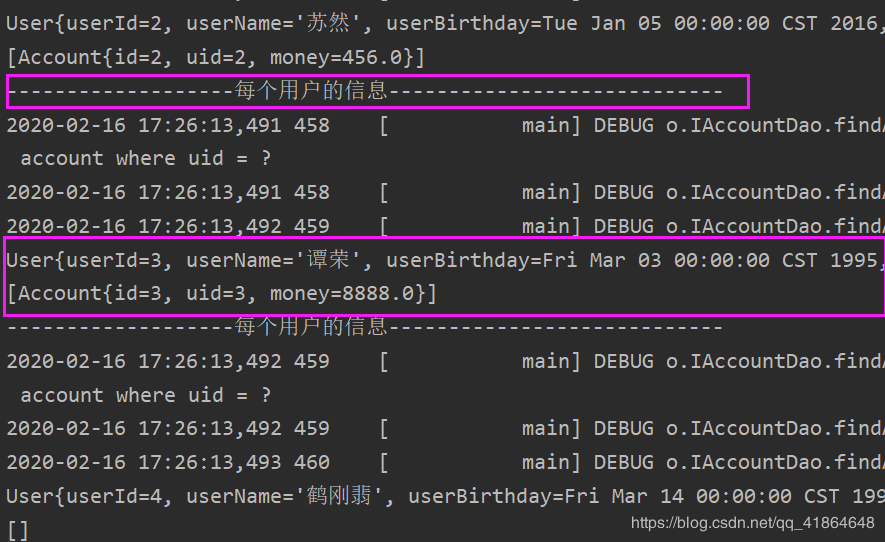 User{userId=2, userName='苏然', userBirthday=Tue Jan 05 00:00:00 CST 2016,
[Account{id=2, uid=2, money=456.0}]
-------------------每个用户的信息----------------------------
2020-02-16 17:26:13,491 458    [           main] DEBUG o.IAccountDao.findA
 account where uid = ?
2020-02-16 17:26:13,491 458    [           main] DEBUG o.IAccountDao.findA
2020-02-16 17:26:13,492 459    [           main] DEBUG o.IAccountDao.findA
User{userId=3, userName='谭荣', userBirthday=Fri Mar 03 00:00:00 CST 1995,
[Account{id=3, uid=3, money=8888.0}]
-------------------每个用户的信息----------------------------
2020-02-16 17:26:13,492 459    [           main] DEBUG o.IAccountDao.findA
 account where uid = ?
2020-02-16 17:26:13,492 459    [           main] DEBUG o.IAccountDao.findA
2020-02-16 17:26:13,493 460    [           main] DEBUG o.IAccountDao.findA
User{userId=4, userName='鹤刚翡', userBirthday=Fri Mar 14 00:00:00 CST 199
[]
https://blog.csdn.net/qq_41864648